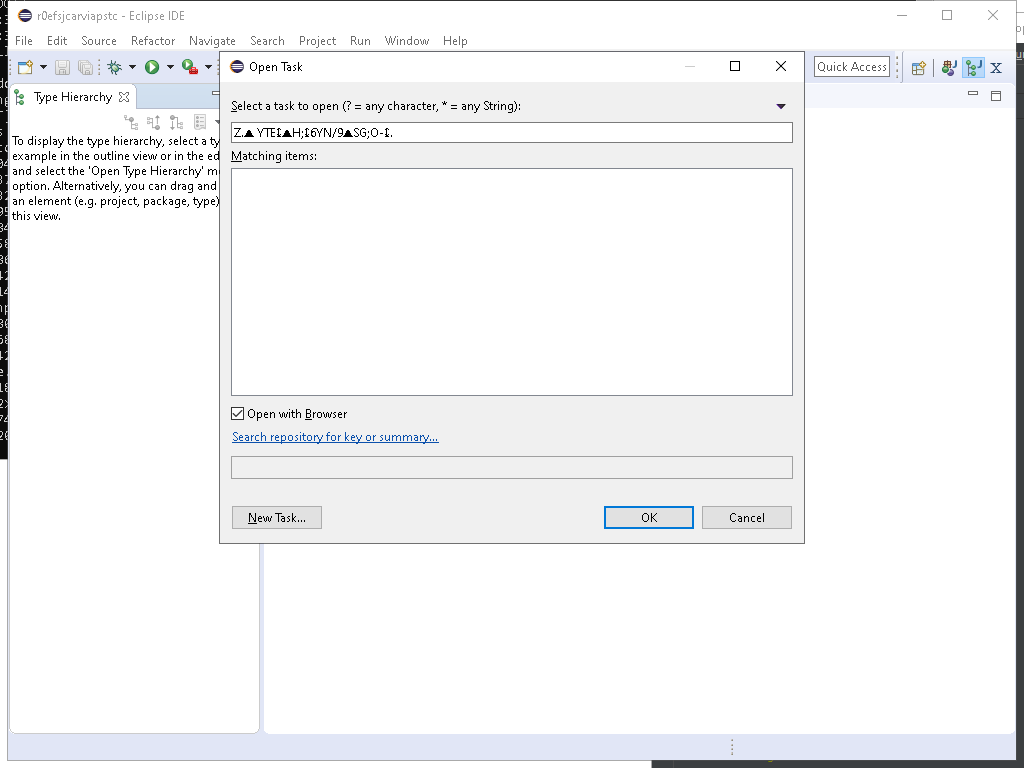 r0efsjcarviapstc - Eclipse IDE
File Edit Source Refactor Navigate Search Project Run Window Help
Quick Access
Type Hierarchy
To display the type hierarchy, select a ty
example in the outline view or in the ed
and select the 'Open Type Hierarchy' m
option. Alternatively, you can drag and
an element (e.g. project, package, type)
this view.
Open Task
Select a task to open (? = any character, * = any String):
Matching items:
Open with Browser
Search repository for key or summary...
New Task...
OK
Cancel